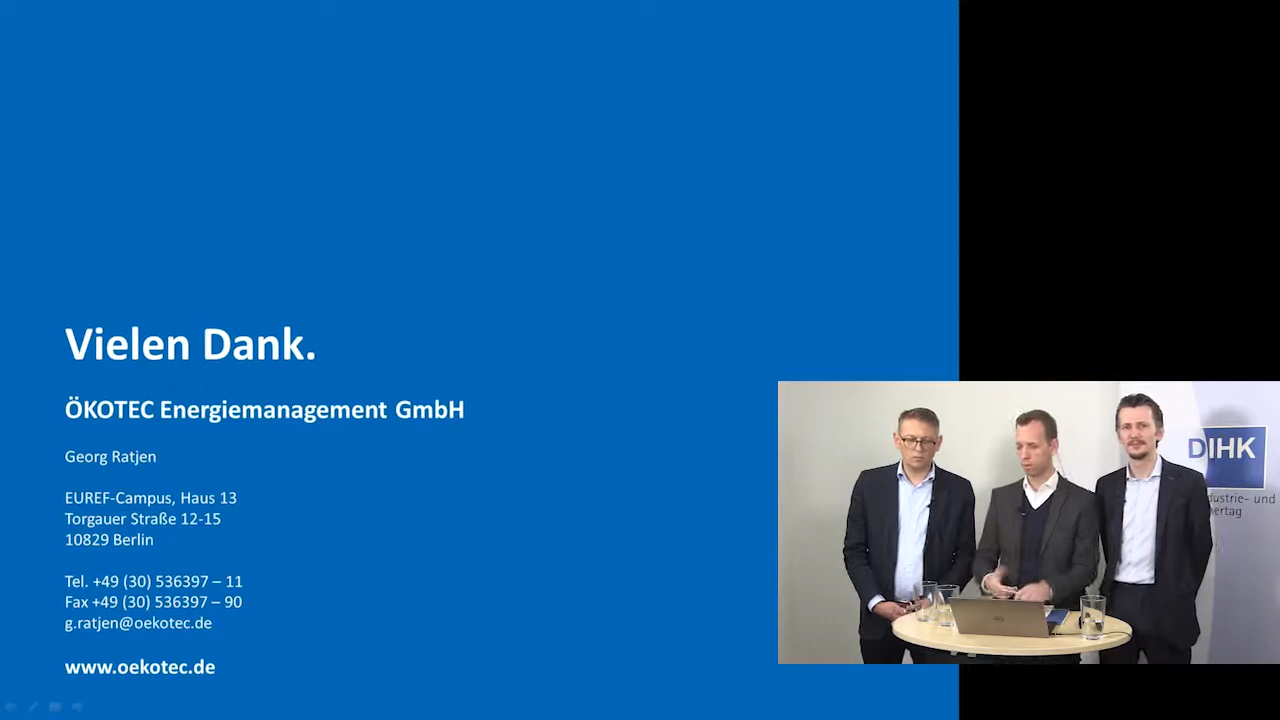 Vielen Dank.
ÖKOTEC Energiemanagement GmbH
Georg Ratjen
EUREF-Campus, Haus 13
Torgauer Straße 12-15
10829 Berlin
Tel. +49 (30) 536397 – 11
Fax +49 (30) 536397 – 90
g.ratjen@oekotec.de
www.oekotec.de
DIHK
dustrie- und
ertag